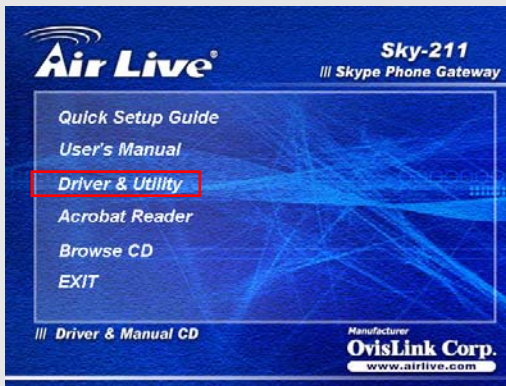 Air Live®
Sky-211
/// Skype Phone Gateway
Quick Setup Guide
User's Manual
Driver & Utility
Acrobat Reader
Browse CD
EXIT
/// Driver & Manual CD
Manufacturer
OvisLink Corp.
www.airlive.com